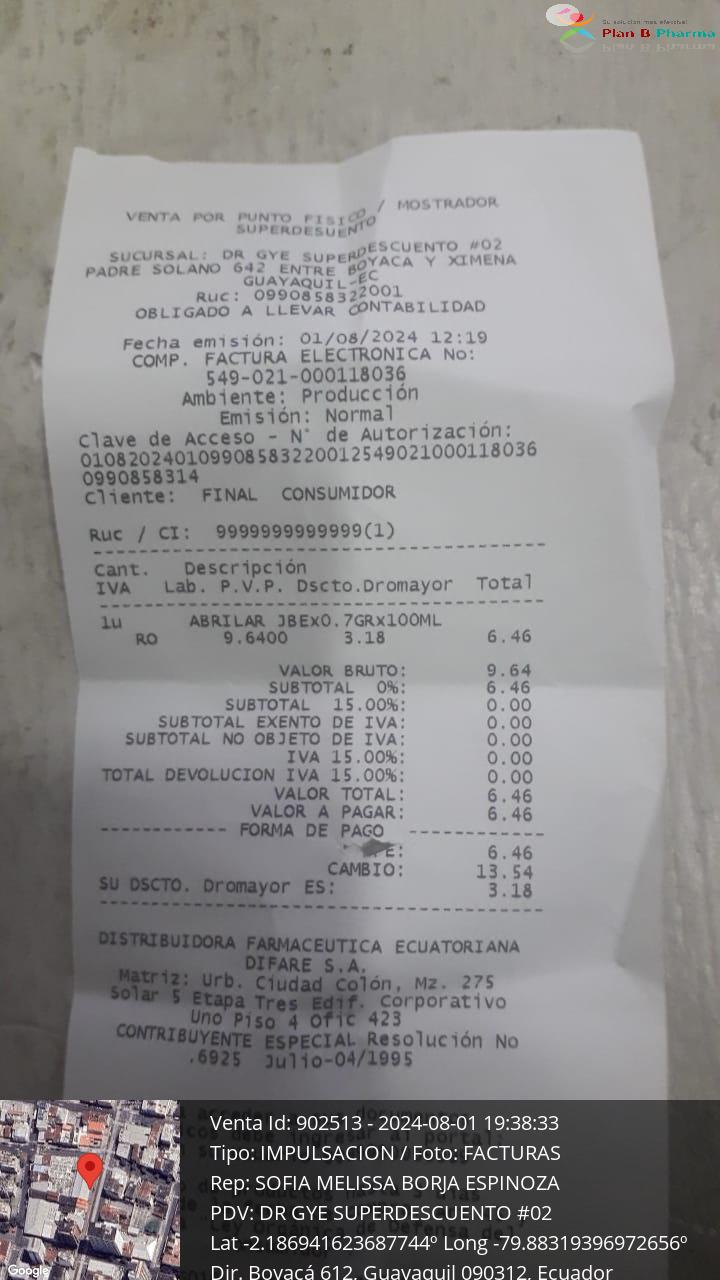 Su solución más efectiva!
Plan B Pharma
VENTA POR PUNTO FISICO / MOSTRADOR
SUPERDESUENTO
SUCURSAL: DR GYE SUPERDESCUENTO #02
PADRE SOLANO 642 ENTRE BOYACA Y XIMENA
GUAYAQUIL-EC
Ruc: 0990858322001
OBLIGADO A LLEVAR CONTABILIDAD
Fecha emisión: 01/08/2024 12:19
COMP. FACTURA ELECTRONICA No:
549-021-000118036
Ambiente: Producción
Emisión: Normal
Clave de Acceso - N° de Autorización:
010820240109908583220012549021000118036
0990858314
Cliente: FINAL CONSUMIDOR
Ruc / CI: 9999999999999(1)
Cant. Descripción
IVA Lab. P.V.P. Dscto.Dromayor Total
1u ABRILAR JBEx0.7GRx100ML
RO 9.6400 3.18 6.46
VALOR BRUTO: 9.64
SUBTOTAL 0%: 6.46
SUBTOTAL 15.00%: 0.00
SUBTOTAL EXENTO DE IVA: 0.00
SUBTOTAL NO OBJETO DE IVA: 0.00
IVA 15.00%: 0.00
TOTAL DEVOLUCION IVA 15.00%: 0.00
VALOR TOTAL: 6.46
VALOR A PAGAR: 6.46
------------ FORMA DE PAGO ------------
6.46
CAMBIO: 13.54
SU DSCTO. Dromayor ES: 3.18
DISTRIBUIDORA FARMACEUTICA ECUATORIANA
DIFARE S.A.
Matriz: Urb. Ciudad Colón, Mz. 275
Solar 5 Etapa Tres Edif. Corporativo
Uno Piso 4 Ofic 423
CONTRIBUYENTE ESPECIAL Resolución No
.6925 Julio-04/1995
Venta Id: 902513 - 2024-08-01 19:38:33
Tipo: IMPULSACION / Foto: FACTURAS
Rep: SOFIA MELISSA BORJA ESPINOZA
PDV: DR GYE SUPERDESCUENTO #02
Lat -2.186941623687744º Long -79.88319396972656º
Dir. Boyacá 612, Guayaquil 090312, Ecuador
Google